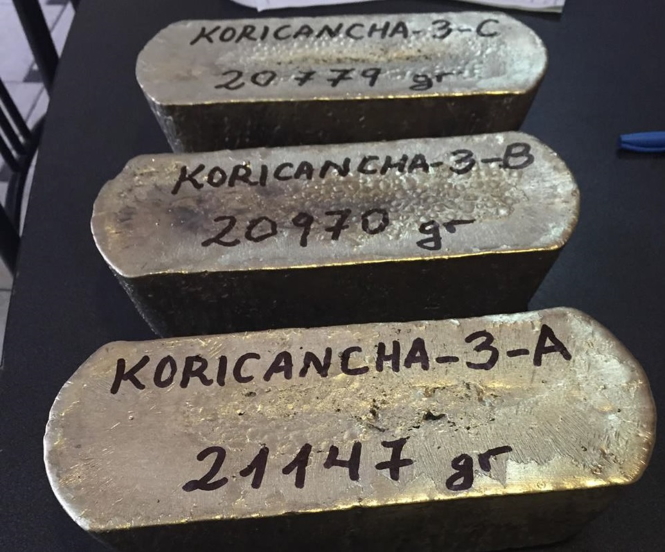 KORICANCHA-3-C
20779 gr
KORICANCHA-3-B
20970 gr
KORICANCHA-3-A
21147 gr